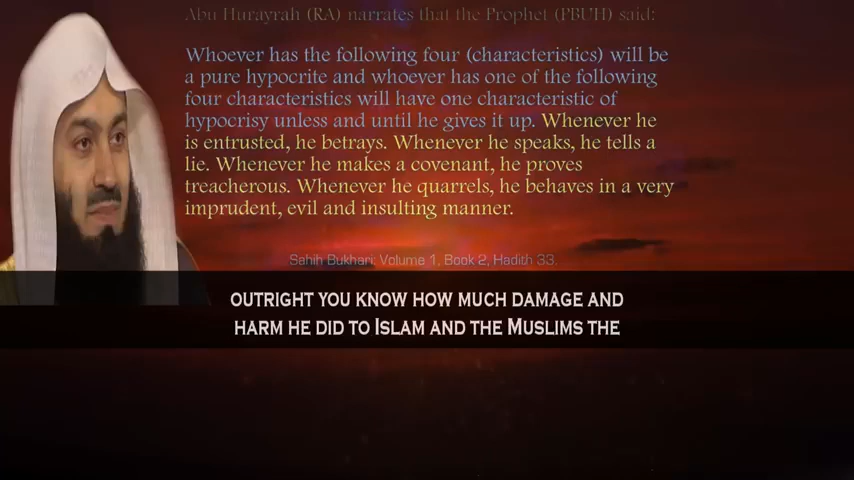 Abu Hurayrah (RA) narrates that the Prophet (PBUH) said:
Whoever has the following four (characteristics) will be
a pure hypocrite and whoever has one of the following
four characteristics will have one characteristic of
hypocrisy unless and until he gives it up. Whenever he
is entrusted, he betrays. Whenever he speaks, he tells a
lie. Whenever he makes a covenant, he proves
treacherous. Whenever he quarrels, he behaves in a very
imprudent, evil and insulting manner.
Sahih Bukhari: Volume 1, Book 2, Hadith 33.
OUTRIGHT YOU KNOW HOW MUCH DAMAGE AND
HARM HE DID TO ISLAM AND THE MUSLIMS THE